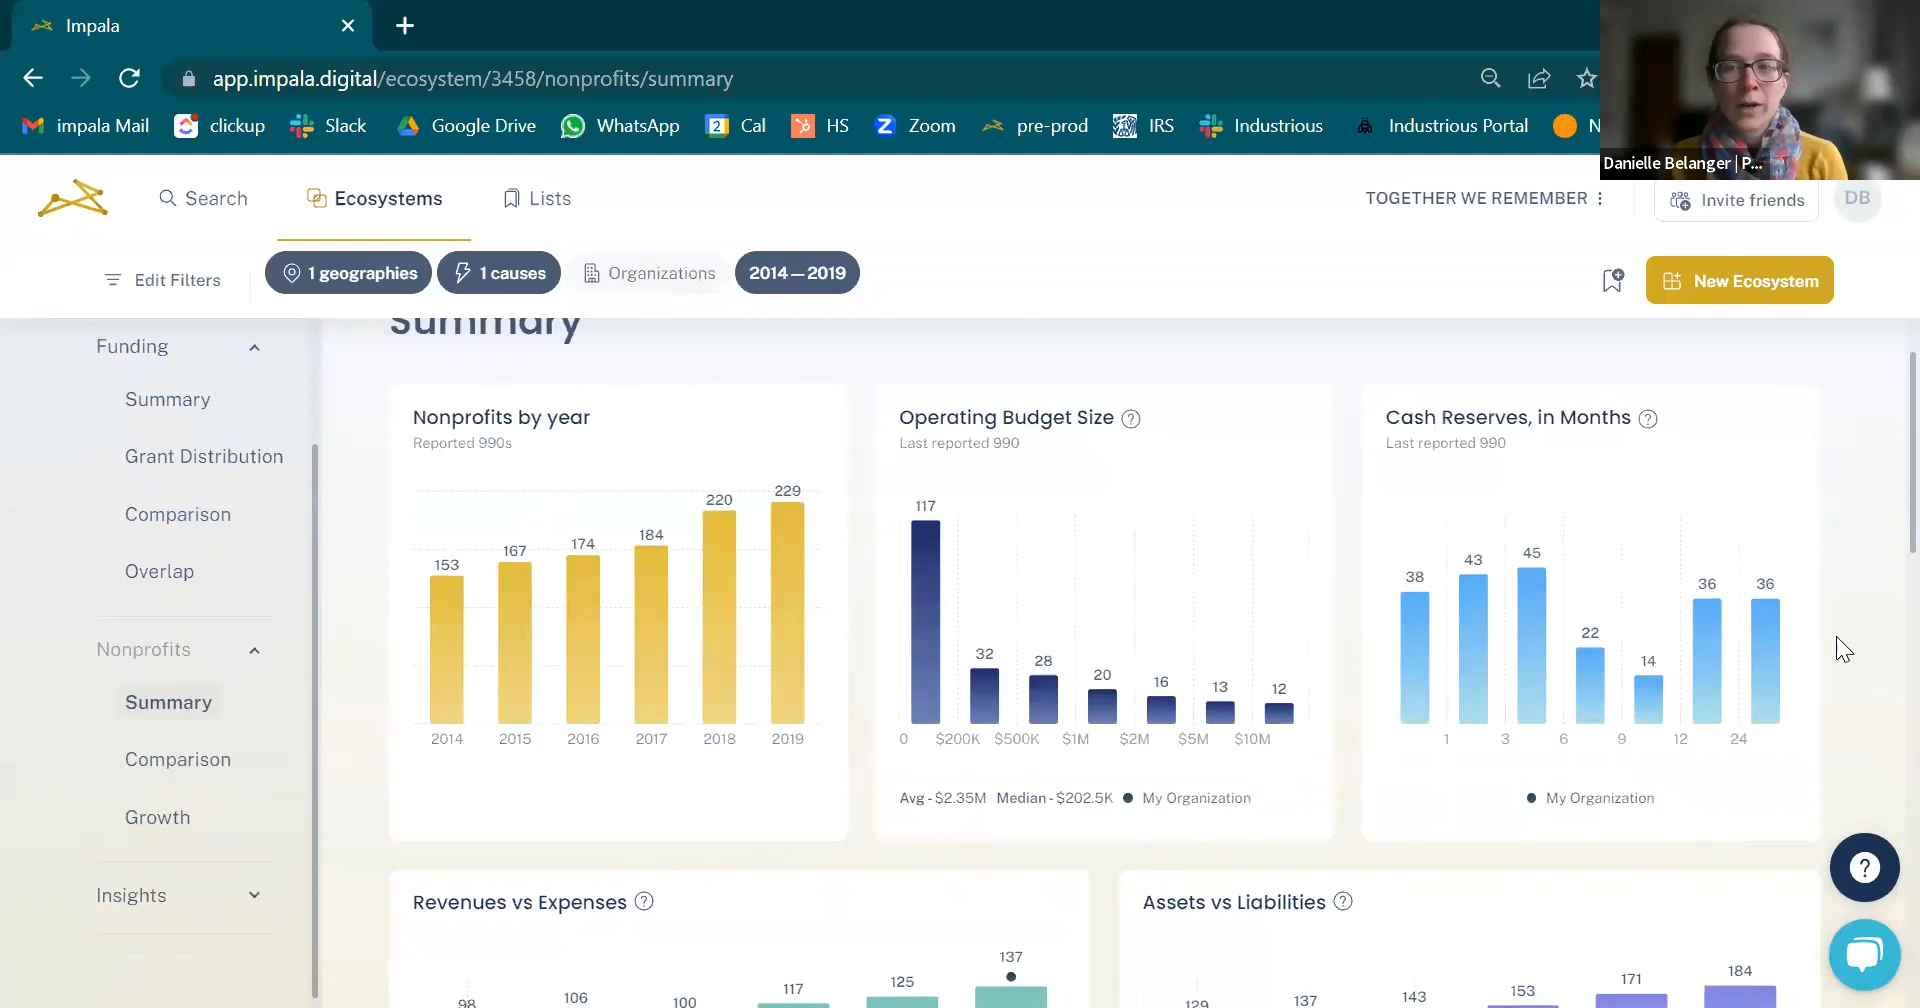 Impala
app.impala.digital/ecosystem/3458/nonprofits/summary
impala Mail clickup Slack Google Drive WhatsApp 2 Cal HS Zoom pre-prod IRS Industrious Industrious Portal N
Danielle Belanger | P...
Search Ecosystems Lists TOGETHER WE REMEMBER Invite friends DB
Edit Filters 1 geographies 1 causes Organizations 2014—2019 New Ecosystem
Summary
Funding
Summary
Grant Distribution
Comparison
Overlap
Nonprofits
Summary
Comparison
Growth
Insights
Nonprofits by year
Reported 990s
153 167 174 184 220 229
2014 2015 2016 2017 2018 2019
Operating Budget Size ?
Last reported 990
117 32 28 20 16 13 12
0 $200K $500K $1M $2M $5M $10M
Avg - $2.35M Median - $202.5K My Organization
Cash Reserves, in Months ?
Last reported 990
38 43 45 22 14 36 36
1 3 6 9 12 24
My Organization
Revenues vs Expenses ?
98 106 100 117 125 137
Assets vs Liabilities ?
129 137 143 153 171 184
?